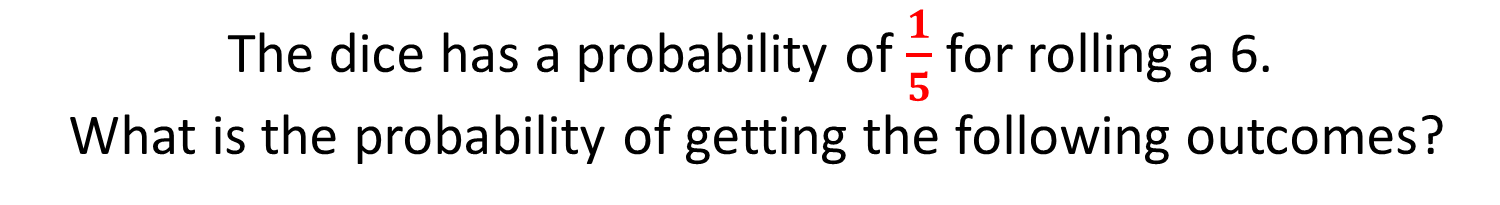 The dice has a probability of 1/5 for rolling a 6.
What is the probability of getting the following outcomes?